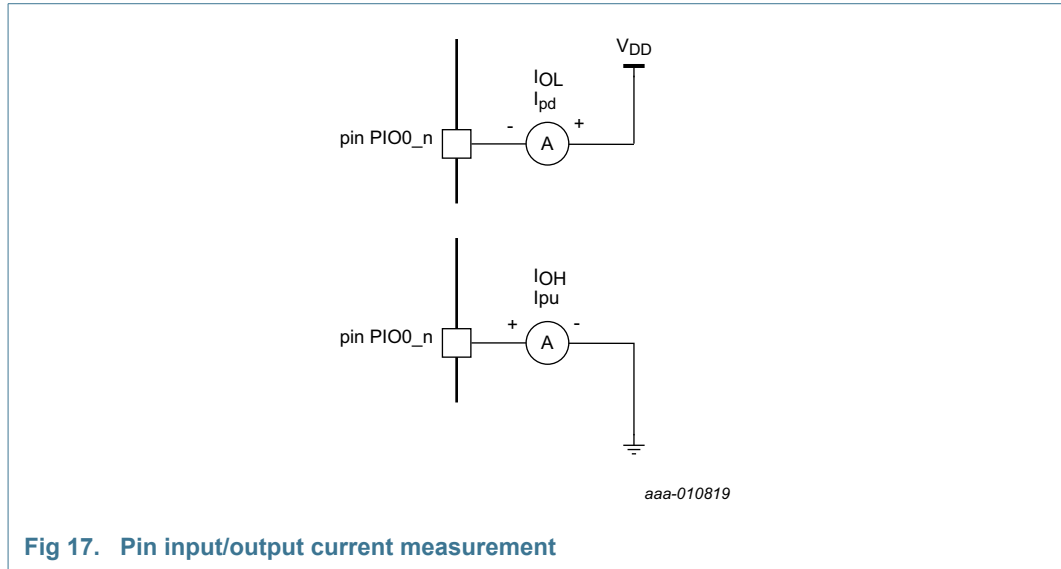 VDD
IOL
Ipd
pin PIO0_n
- +
A
IOH
Ipu
pin PIO0_n
+ -
A
aaa-010819
Fig 17. Pin input/output current measurement